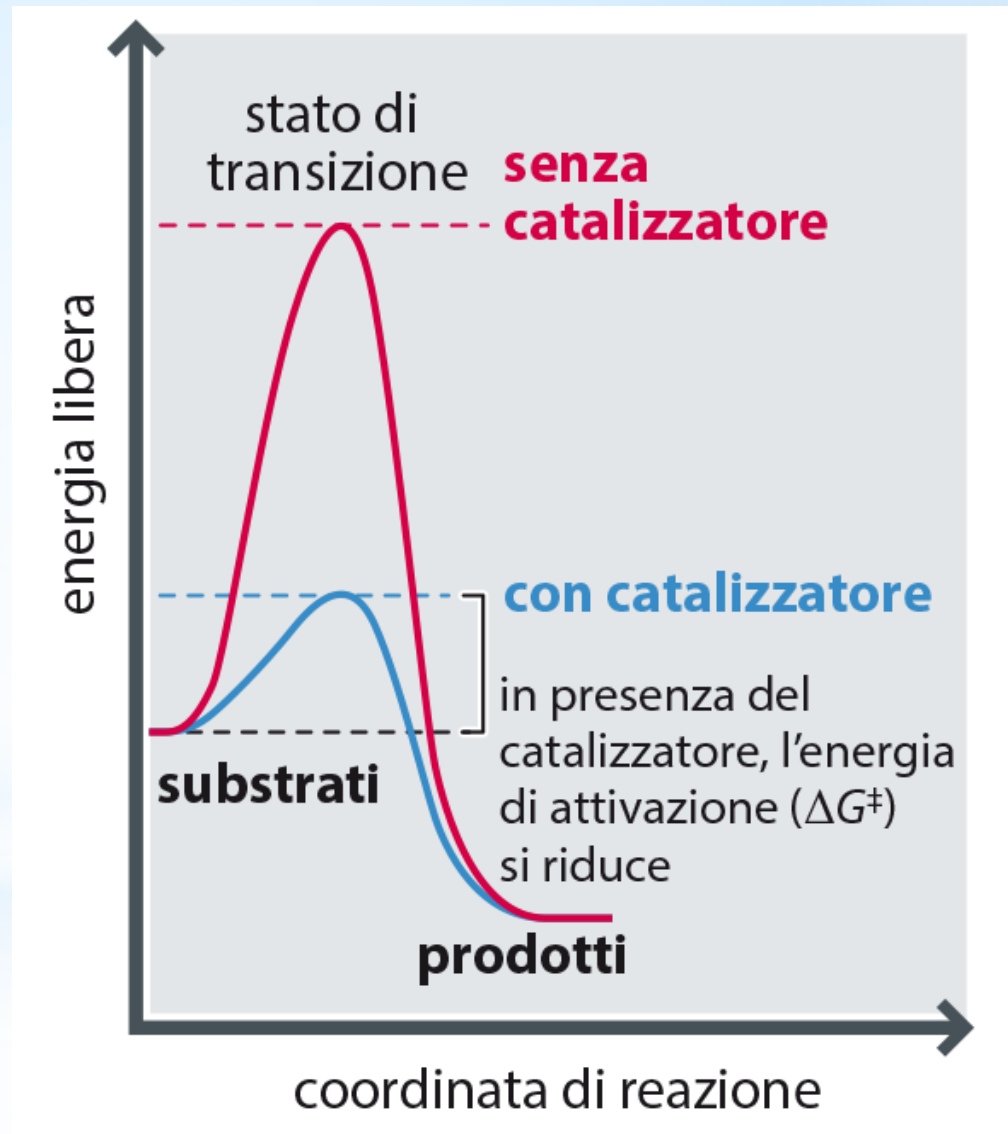 stato di
transizione
senza
catalizzatore
energia libera
con catalizzatore
in presenza del
catalizzatore, l'energia
di attivazione (ΔG‡)
si riduce
substrati
prodotti
coordinata di reazione